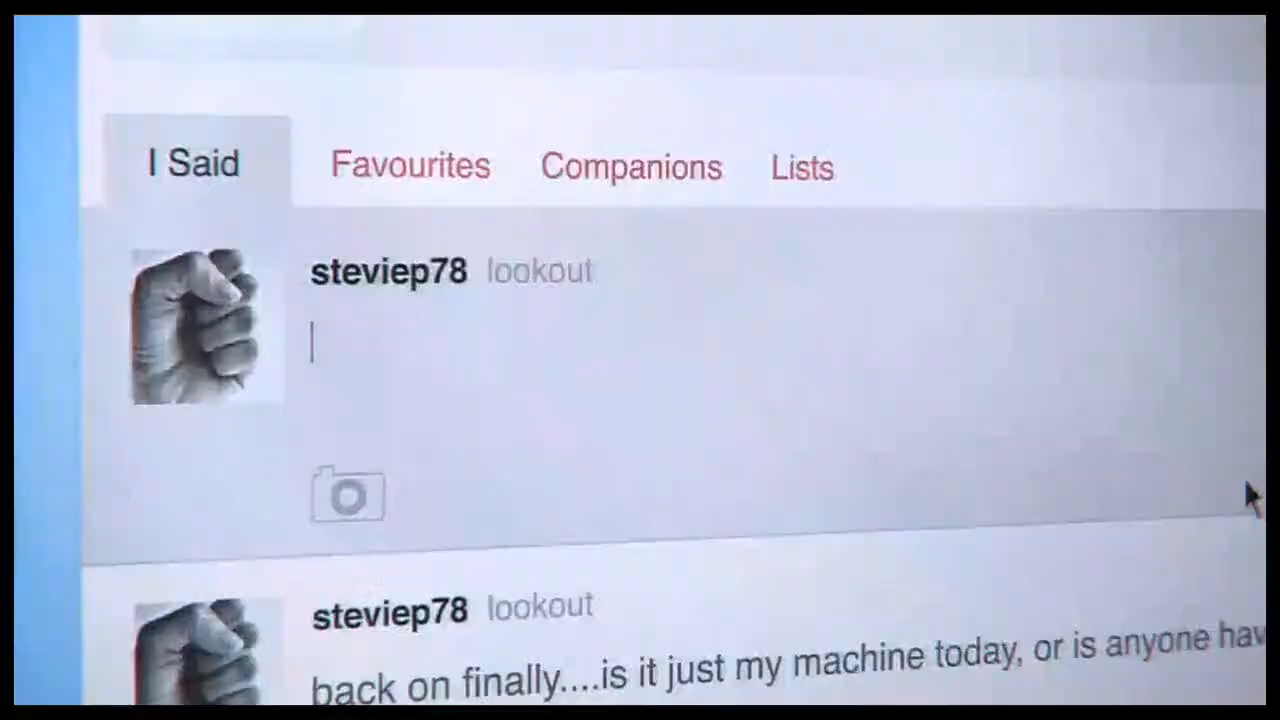 I Said Favourites Companions Lists
steviep78 lookout
steviep78 lookout
back on finally....is it just my machine today, or is anyone